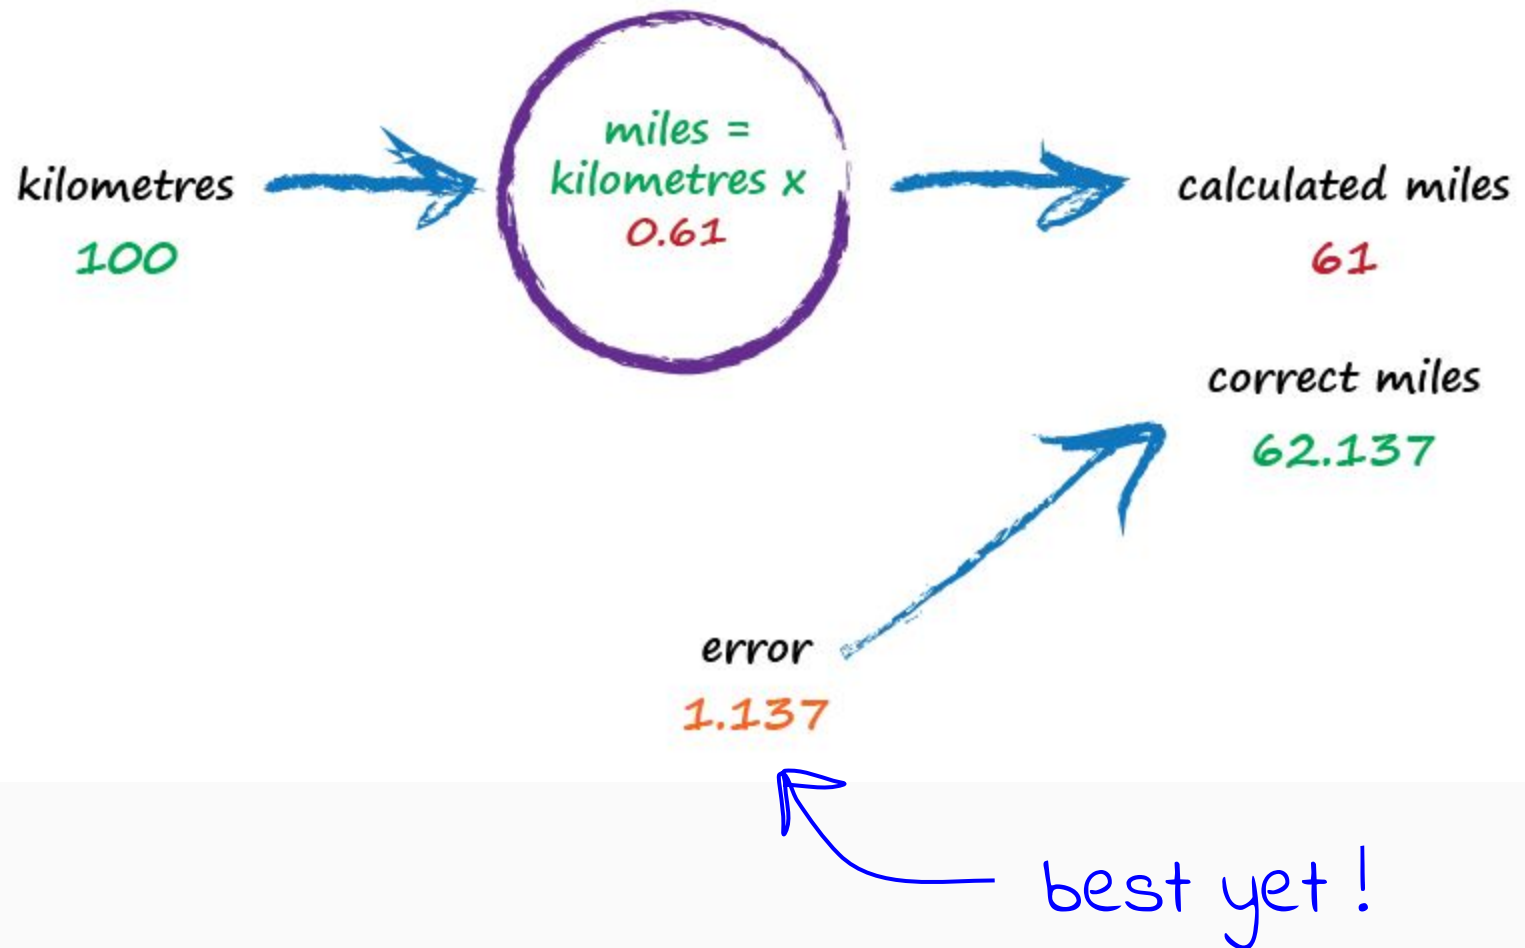 kilometres
100
miles =
kilometres x
0.61
calculated miles
61
correct miles
62.137
error
1.137
best yet!